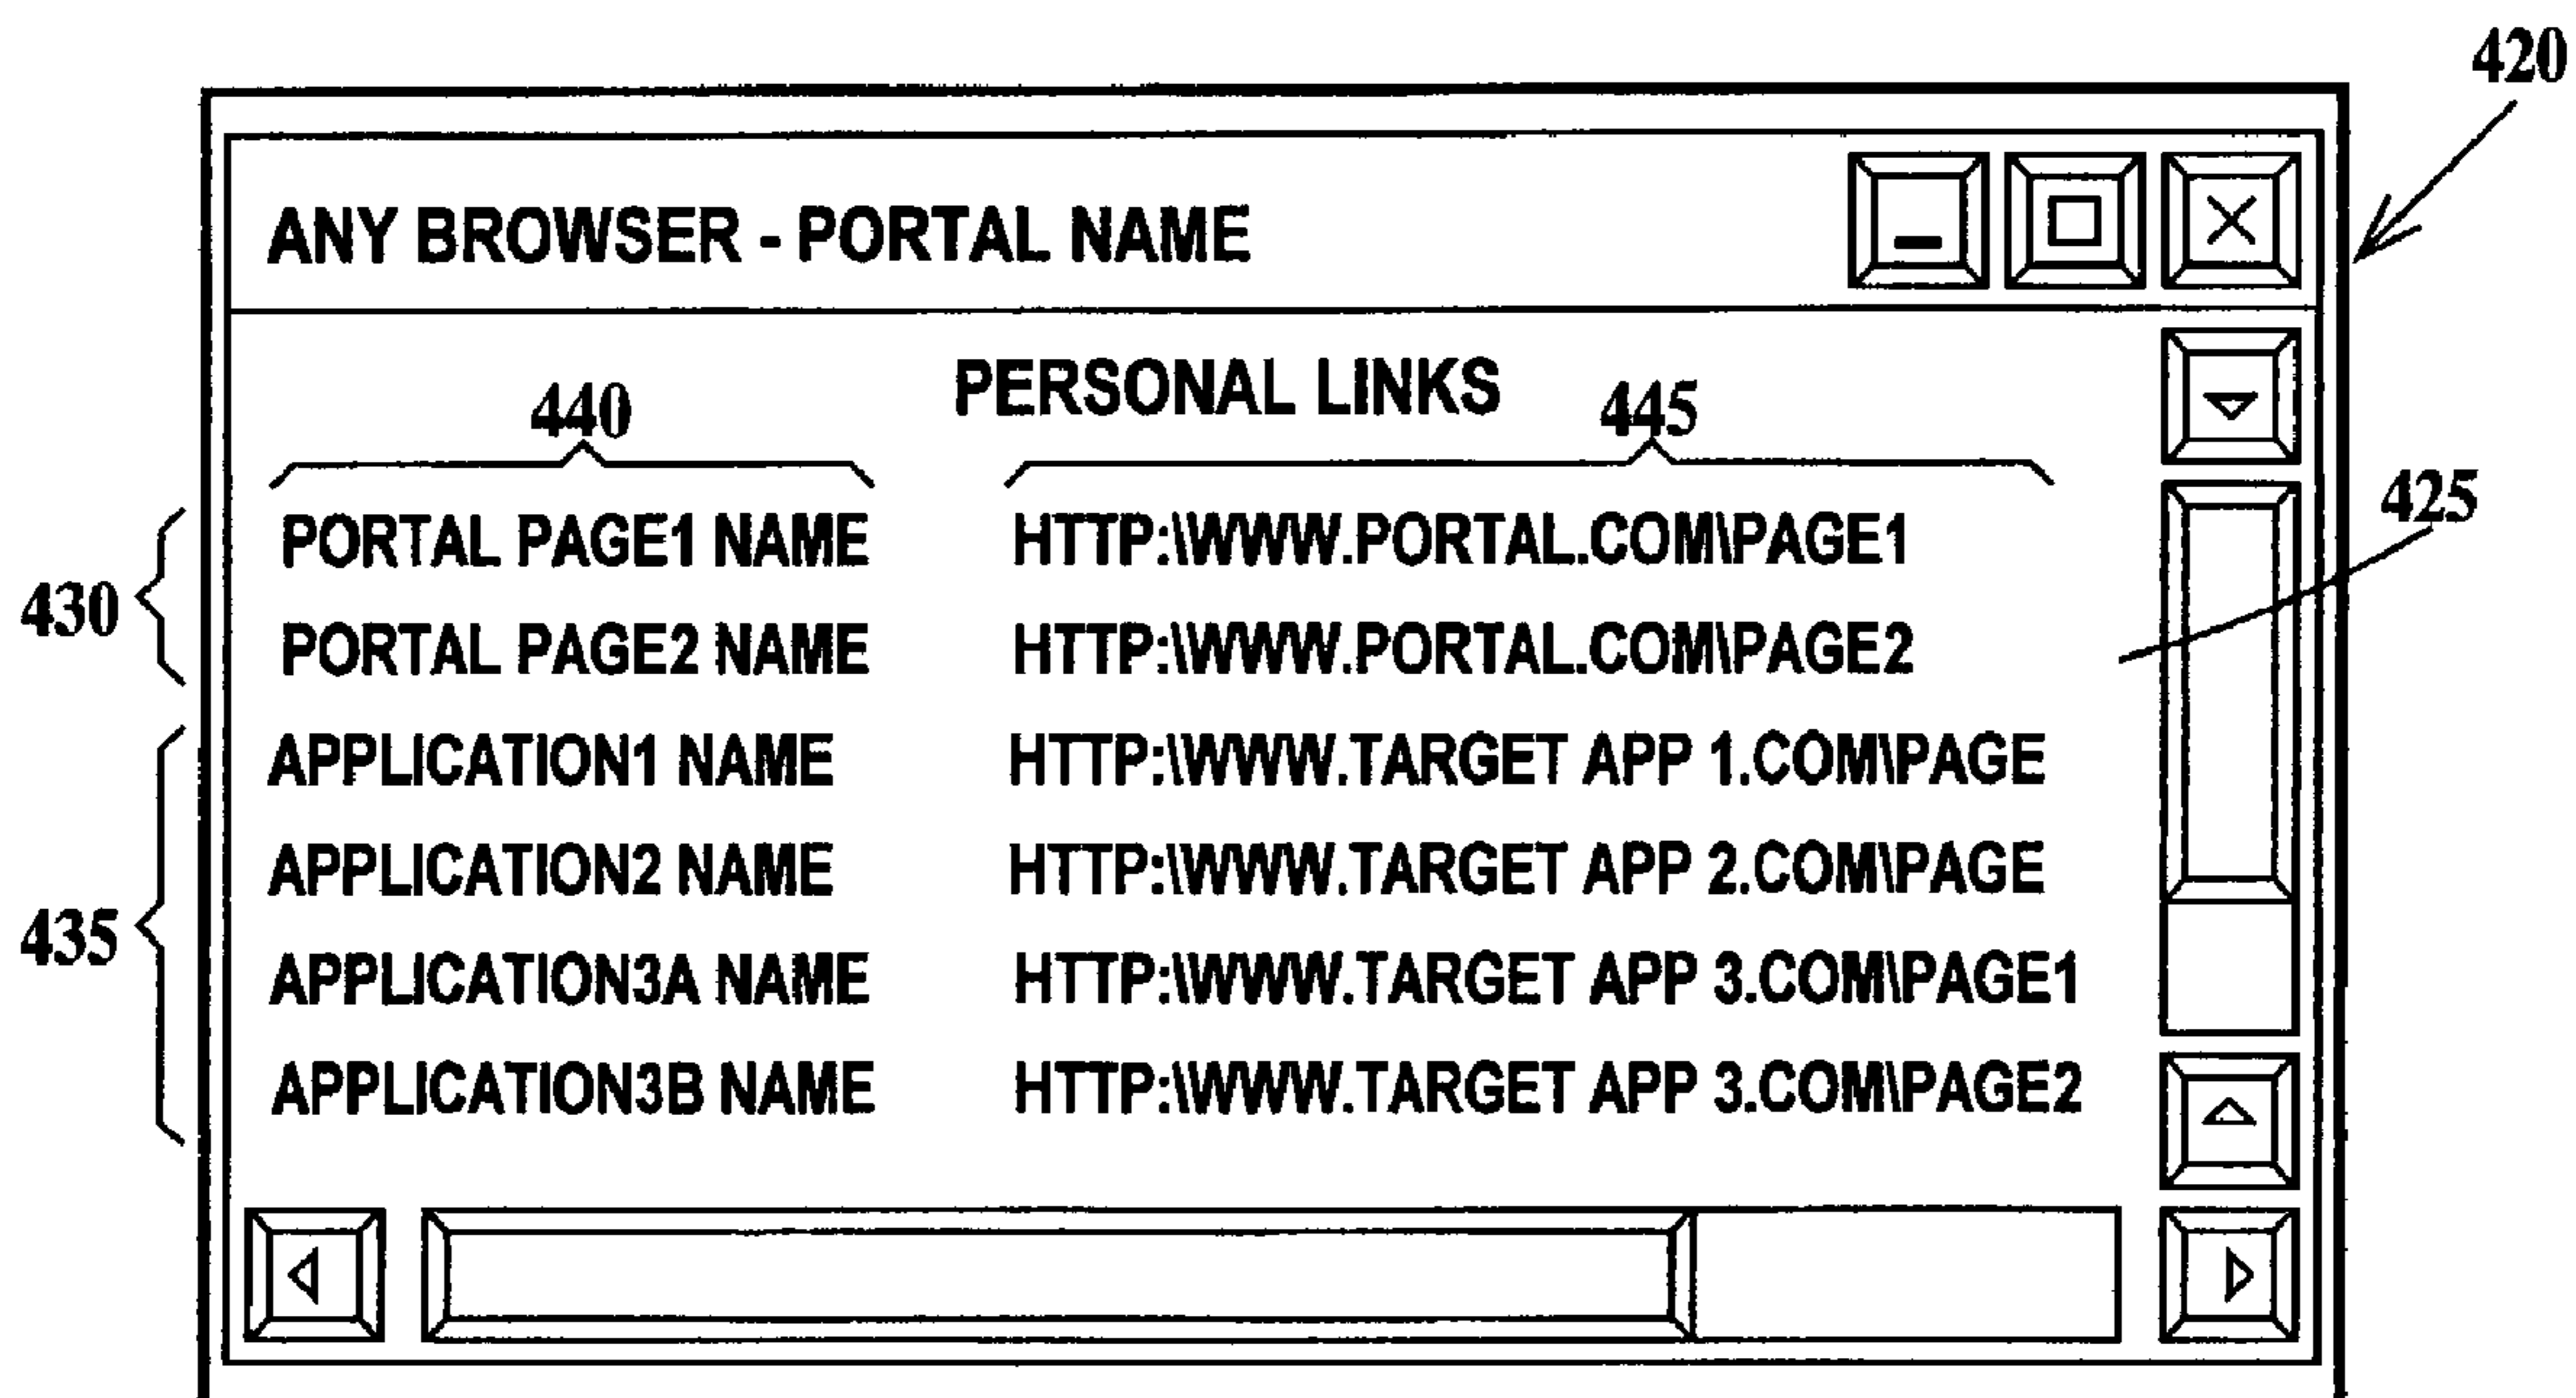 420
ANY BROWSER - PORTAL NAME
PERSONAL LINKS
440 445
425
PORTAL PAGE1 NAME HTTP:\WWW.PORTAL.COM\PAGE1
430
PORTAL PAGE2 NAME HTTP:\WWW.PORTAL.COM\PAGE2
APPLICATION1 NAME HTTP:\WWW.TARGET APP 1.COM\PAGE
APPLICATION2 NAME HTTP:\WWW.TARGET APP 2.COM\PAGE
435
APPLICATION3A NAME HTTP:\WWW.TARGET APP 3.COM\PAGE1
APPLICATION3B NAME HTTP:\WWW.TARGET APP 3.COM\PAGE2